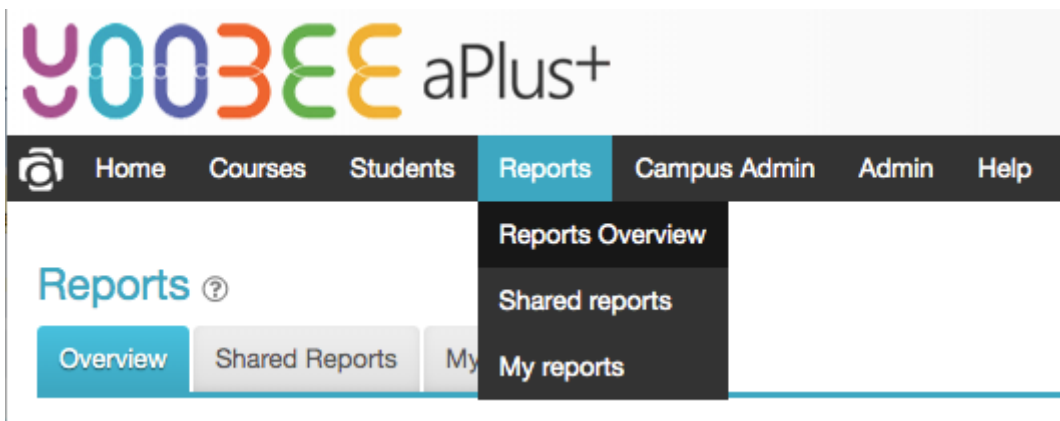 YOOBEE aPlus+
Home Courses Students Reports Campus Admin Admin Help
Reports Overview
Reports ?
Shared reports
Overview Shared Reports My
My reports